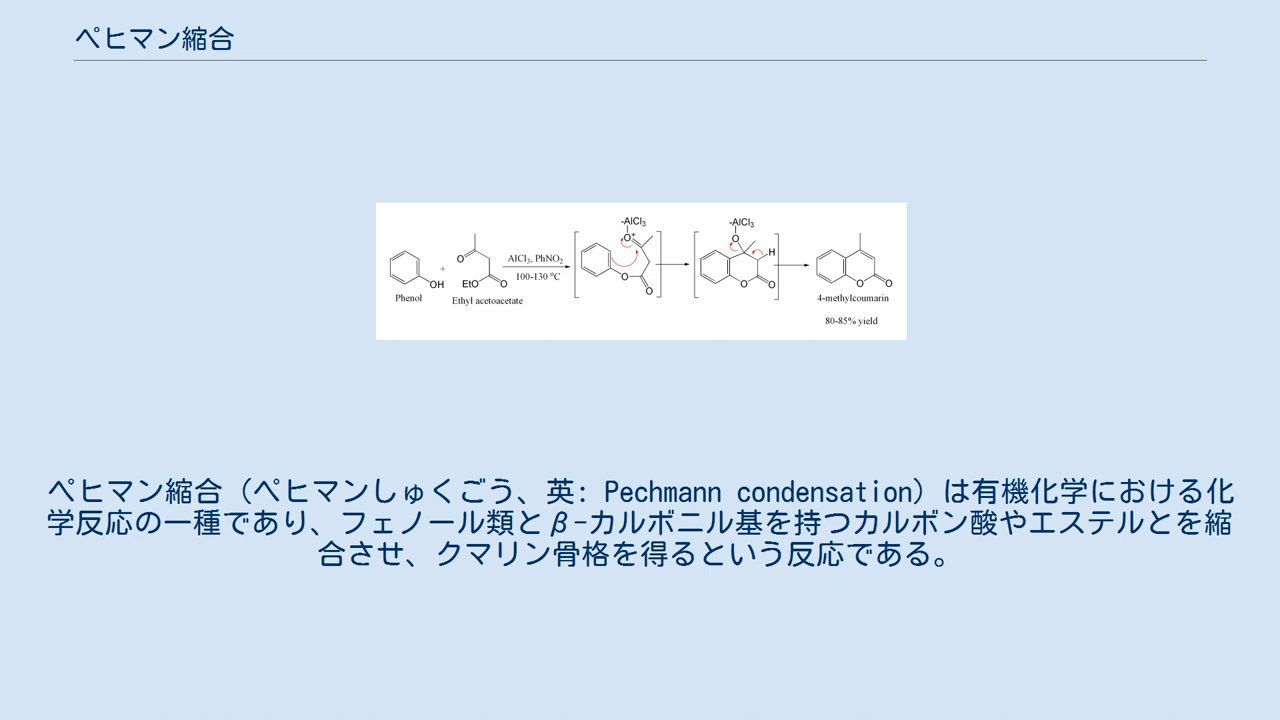 ペヒマン縮合
-AlCl3
-AlCl3
O+
O
H
O
AlCl3, PhNO2
100-130 ºC
+
OH
EtO
O
O
O
O
O
O
O
Phenol
Ethyl acetoacetate
4-methylcoumarin
80-85% yield
ペヒマン縮合（ペヒマンしゅくごう、英: Pechmann condensation）は有機化学における化
学反応の一種であり、フェノール類とβ-カルボニル基を持つカルボン酸やエステルとを縮
合させ、クマリン骨格を得るという反応である。